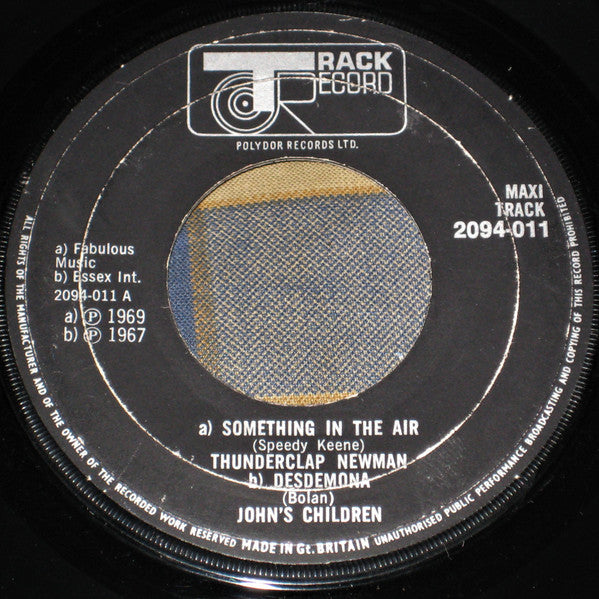 TRACK
RECORD
POLYDOR RECORDS LTD.
MAXI
TRACK
2094-011
a) Fabulous
Music
b) Essex Int.
2094-011 A
a) ℗ 1969
b) ℗ 1967
a) SOMETHING IN THE AIR
(Speedy Keene)
THUNDERCLAP NEWMAN
b) DESDEMONA
(Bolan)
JOHN'S CHILDREN
ALL RIGHTS OF THE MANUFACTURER AND OF THE OWNER OF THE RECORDED WORK RESERVED MADE IN Gt. BRITAIN UNAUTHORISED PUBLIC PERFORMANCE BROADCASTING AND COPYING OF THIS RECORD PROHIBITED